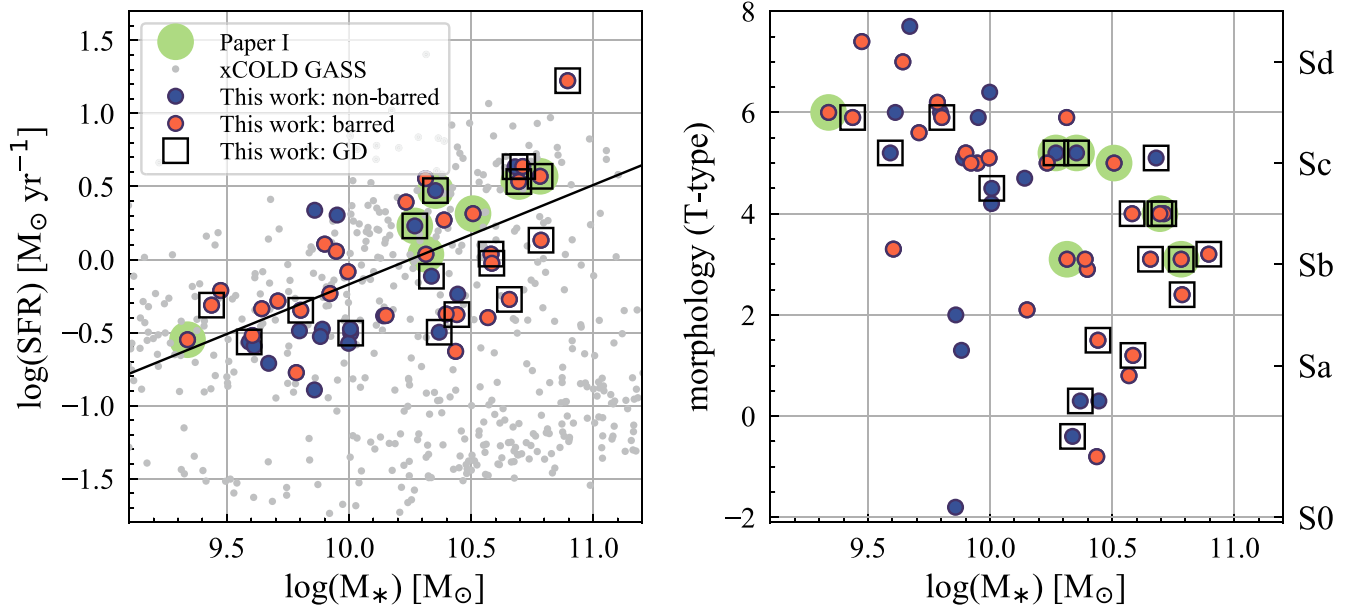 1.5
1.0
0.5
0.0
−0.5
−1.0
−1.5
log(SFR) [M⊙ yr⁻¹]
Paper I
xCOLD GASS
This work: non-barred
This work: barred
This work: GD
9.5 10.0 10.5 11.0
log(M∗) [M⊙]
8
6
4
2
0
−2
morphology (T-type)
Sd
Sc
Sb
Sa
S0
9.5 10.0 10.5 11.0
log(M∗) [M⊙]